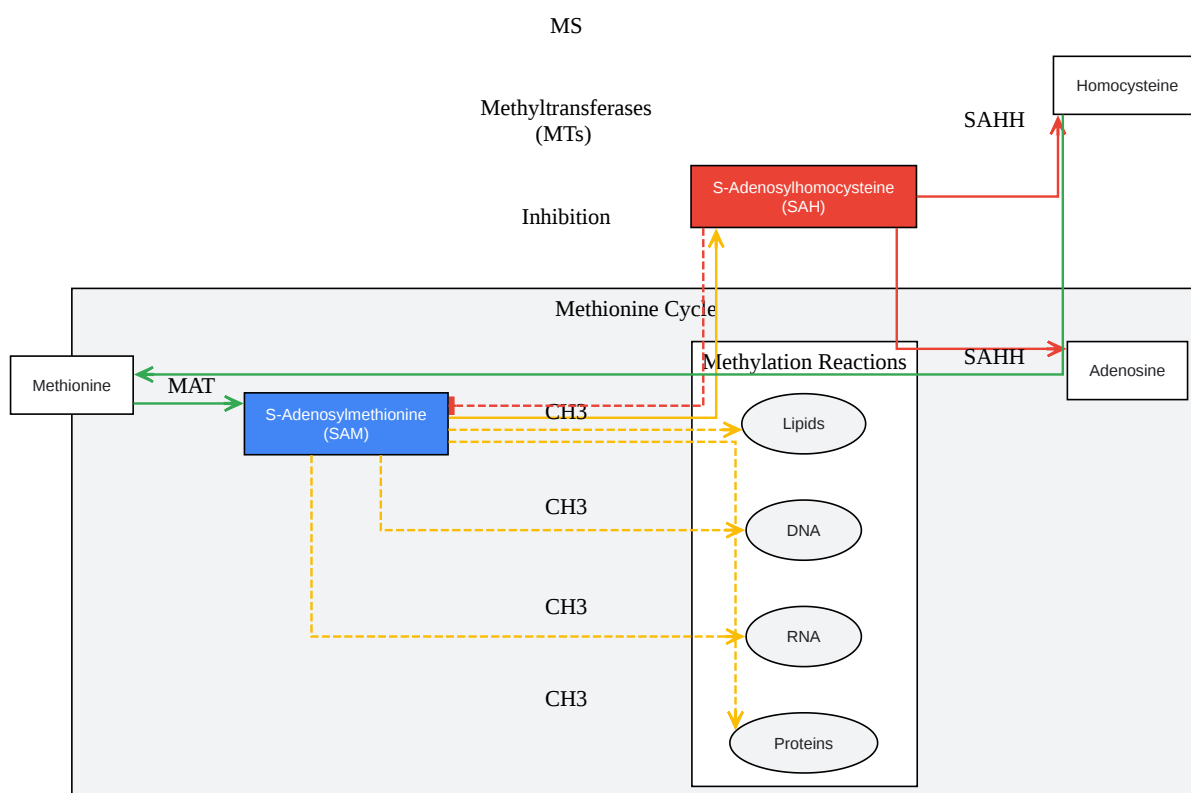 MS
Homocysteine
Methyltransferases
(MTs)
SAHH
S-Adenosylhomocysteine
(SAH)
Inhibition
Methionine Cycle
Methylation Reactions
SAHH
Adenosine
Methionine
MAT
S-Adenosylmethionine
(SAM)
CH3
Lipids
CH3
DNA
CH3
RNA
CH3
Proteins